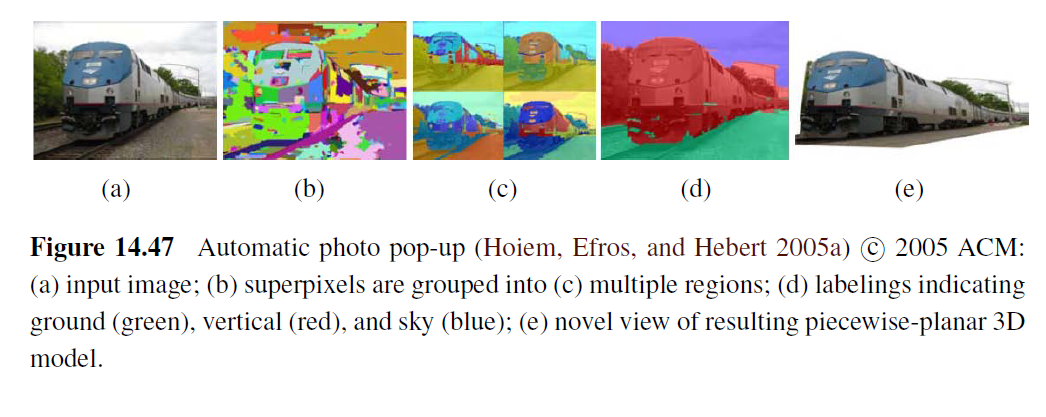 (a)
(b)
(c)
(d)
(e)
Figure 14.47 Automatic photo pop-up (Hoiem, Efros, and Hebert 2005a) © 2005 ACM:
(a) input image; (b) superpixels are grouped into (c) multiple regions; (d) labelings indicating
ground (green), vertical (red), and sky (blue); (e) novel view of resulting piecewise-planar 3D
model.